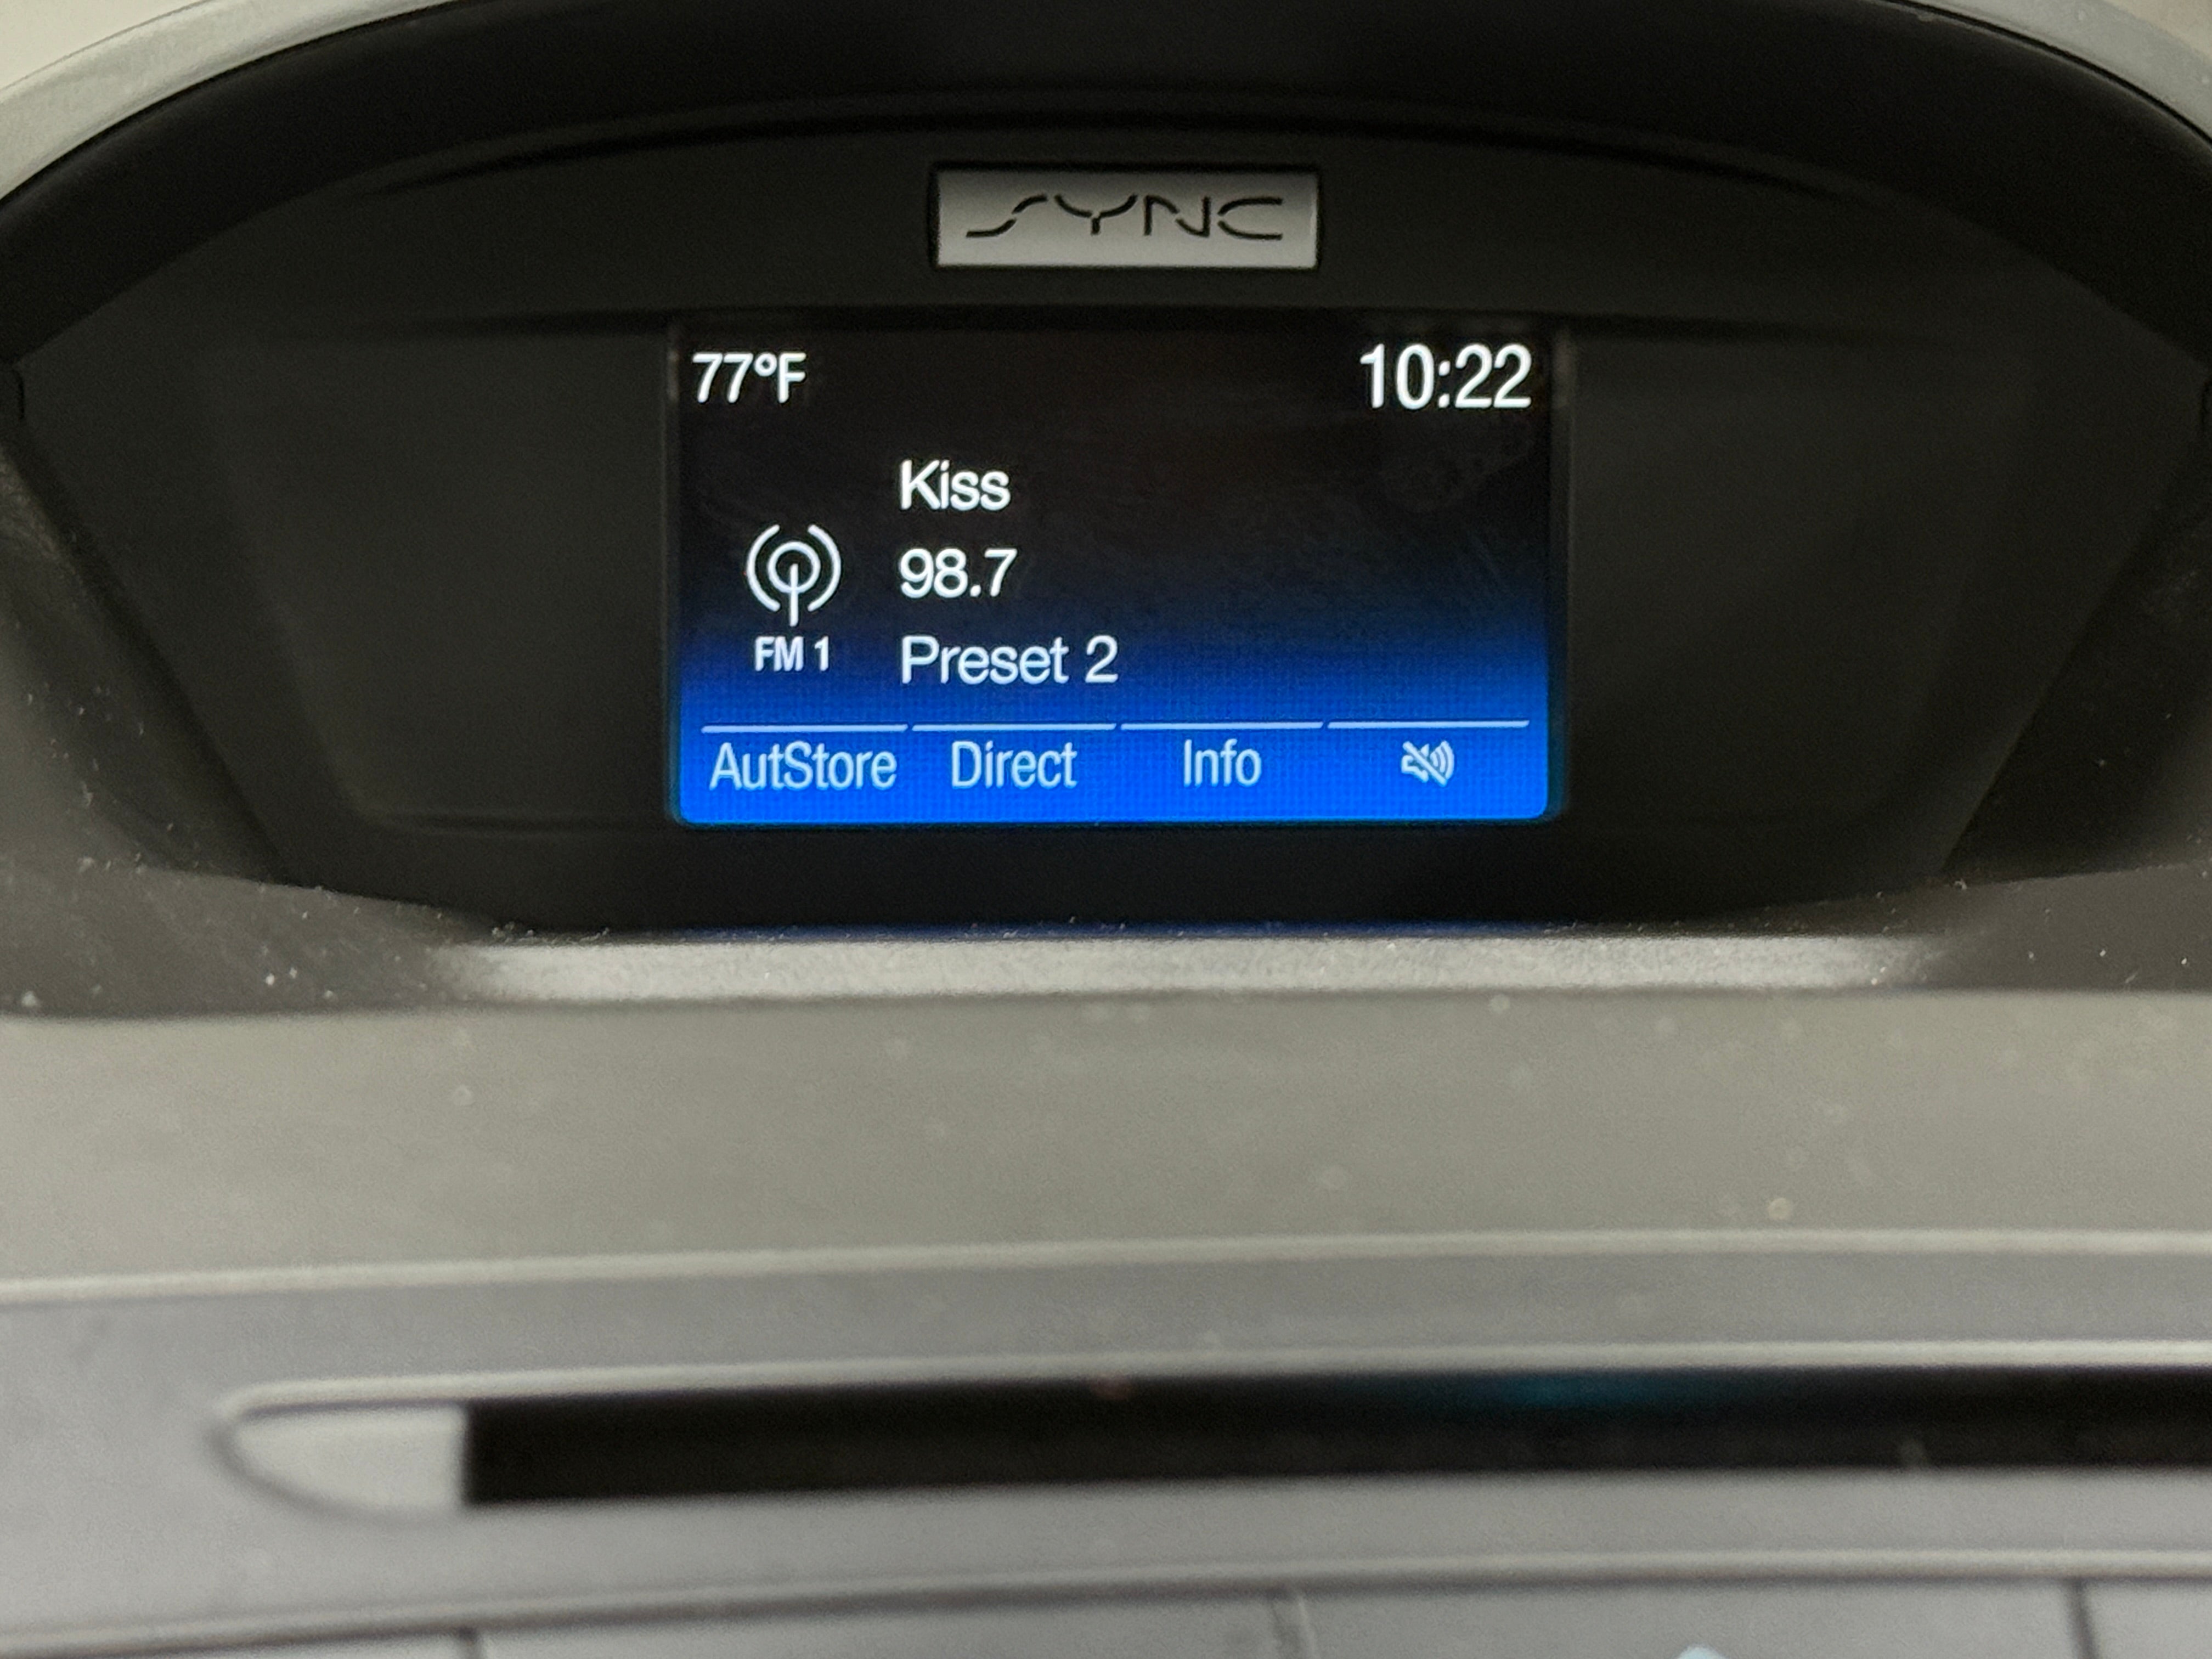 SYNC
77°F 10:22
Kiss
98.7
FM 1 Preset 2
AutStore Direct Info